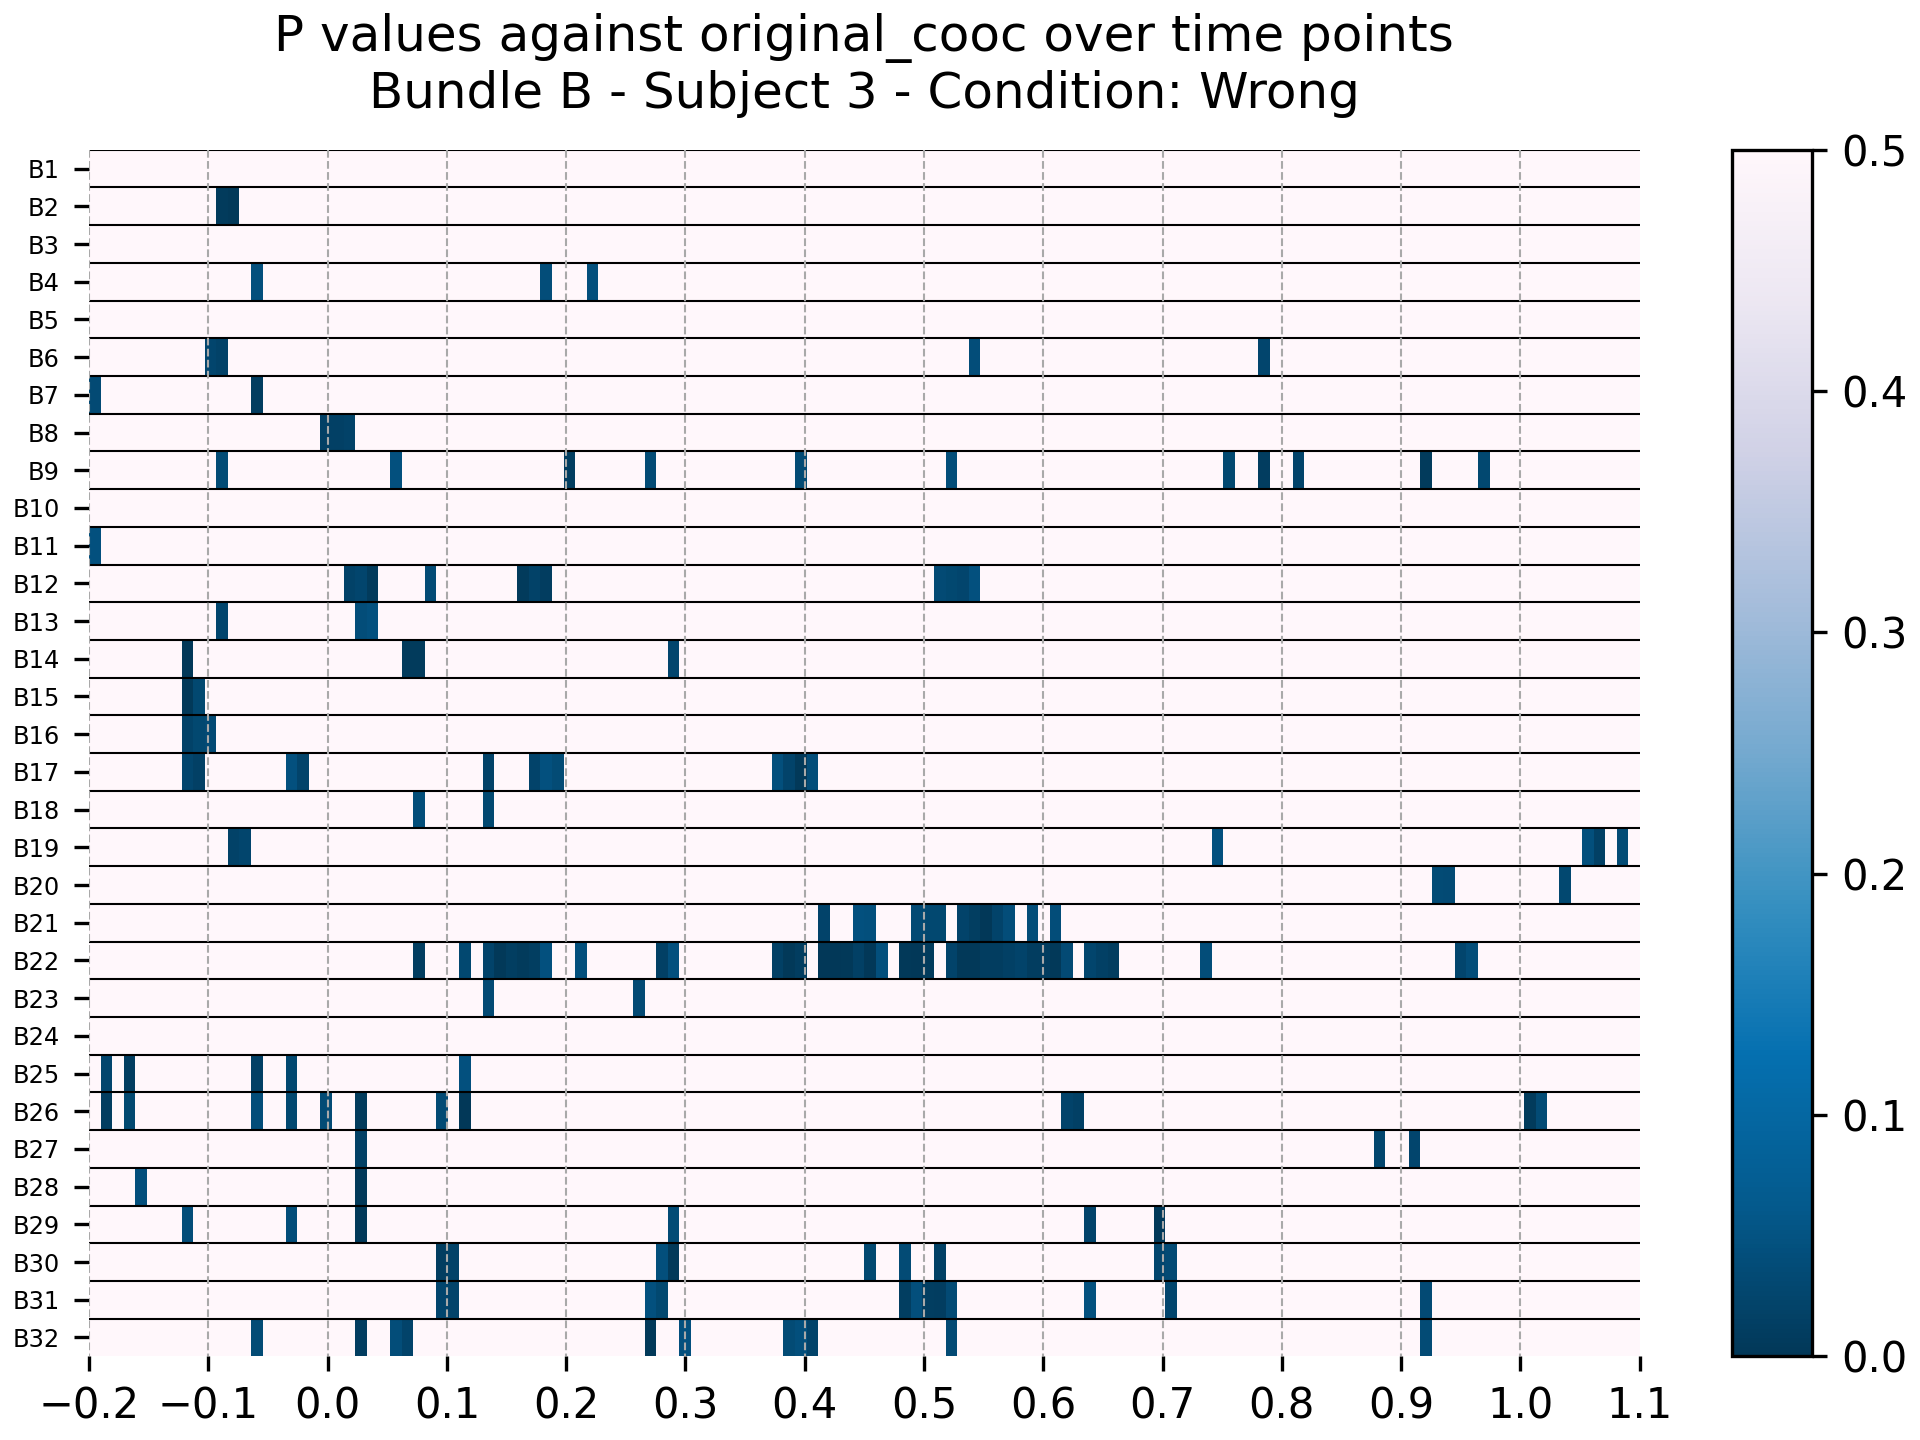 P values against original_cooc over time points
Bundle B - Subject 3 - Condition: Wrong
B1
B2
B3
B4
B5
B6
B7
B8
B9
B10
B11
B12
B13
B14
B15
B16
B17
B18
B19
B20
B21
B22
B23
B24
B25
B26
B27
B28
B29
B30
B31
B32
−0.2 −0.1 0.0 0.1 0.2 0.3 0.4 0.5 0.6 0.7 0.8 0.9 1.0 1.1
0.5
0.4
0.3
0.2
0.1
0.0